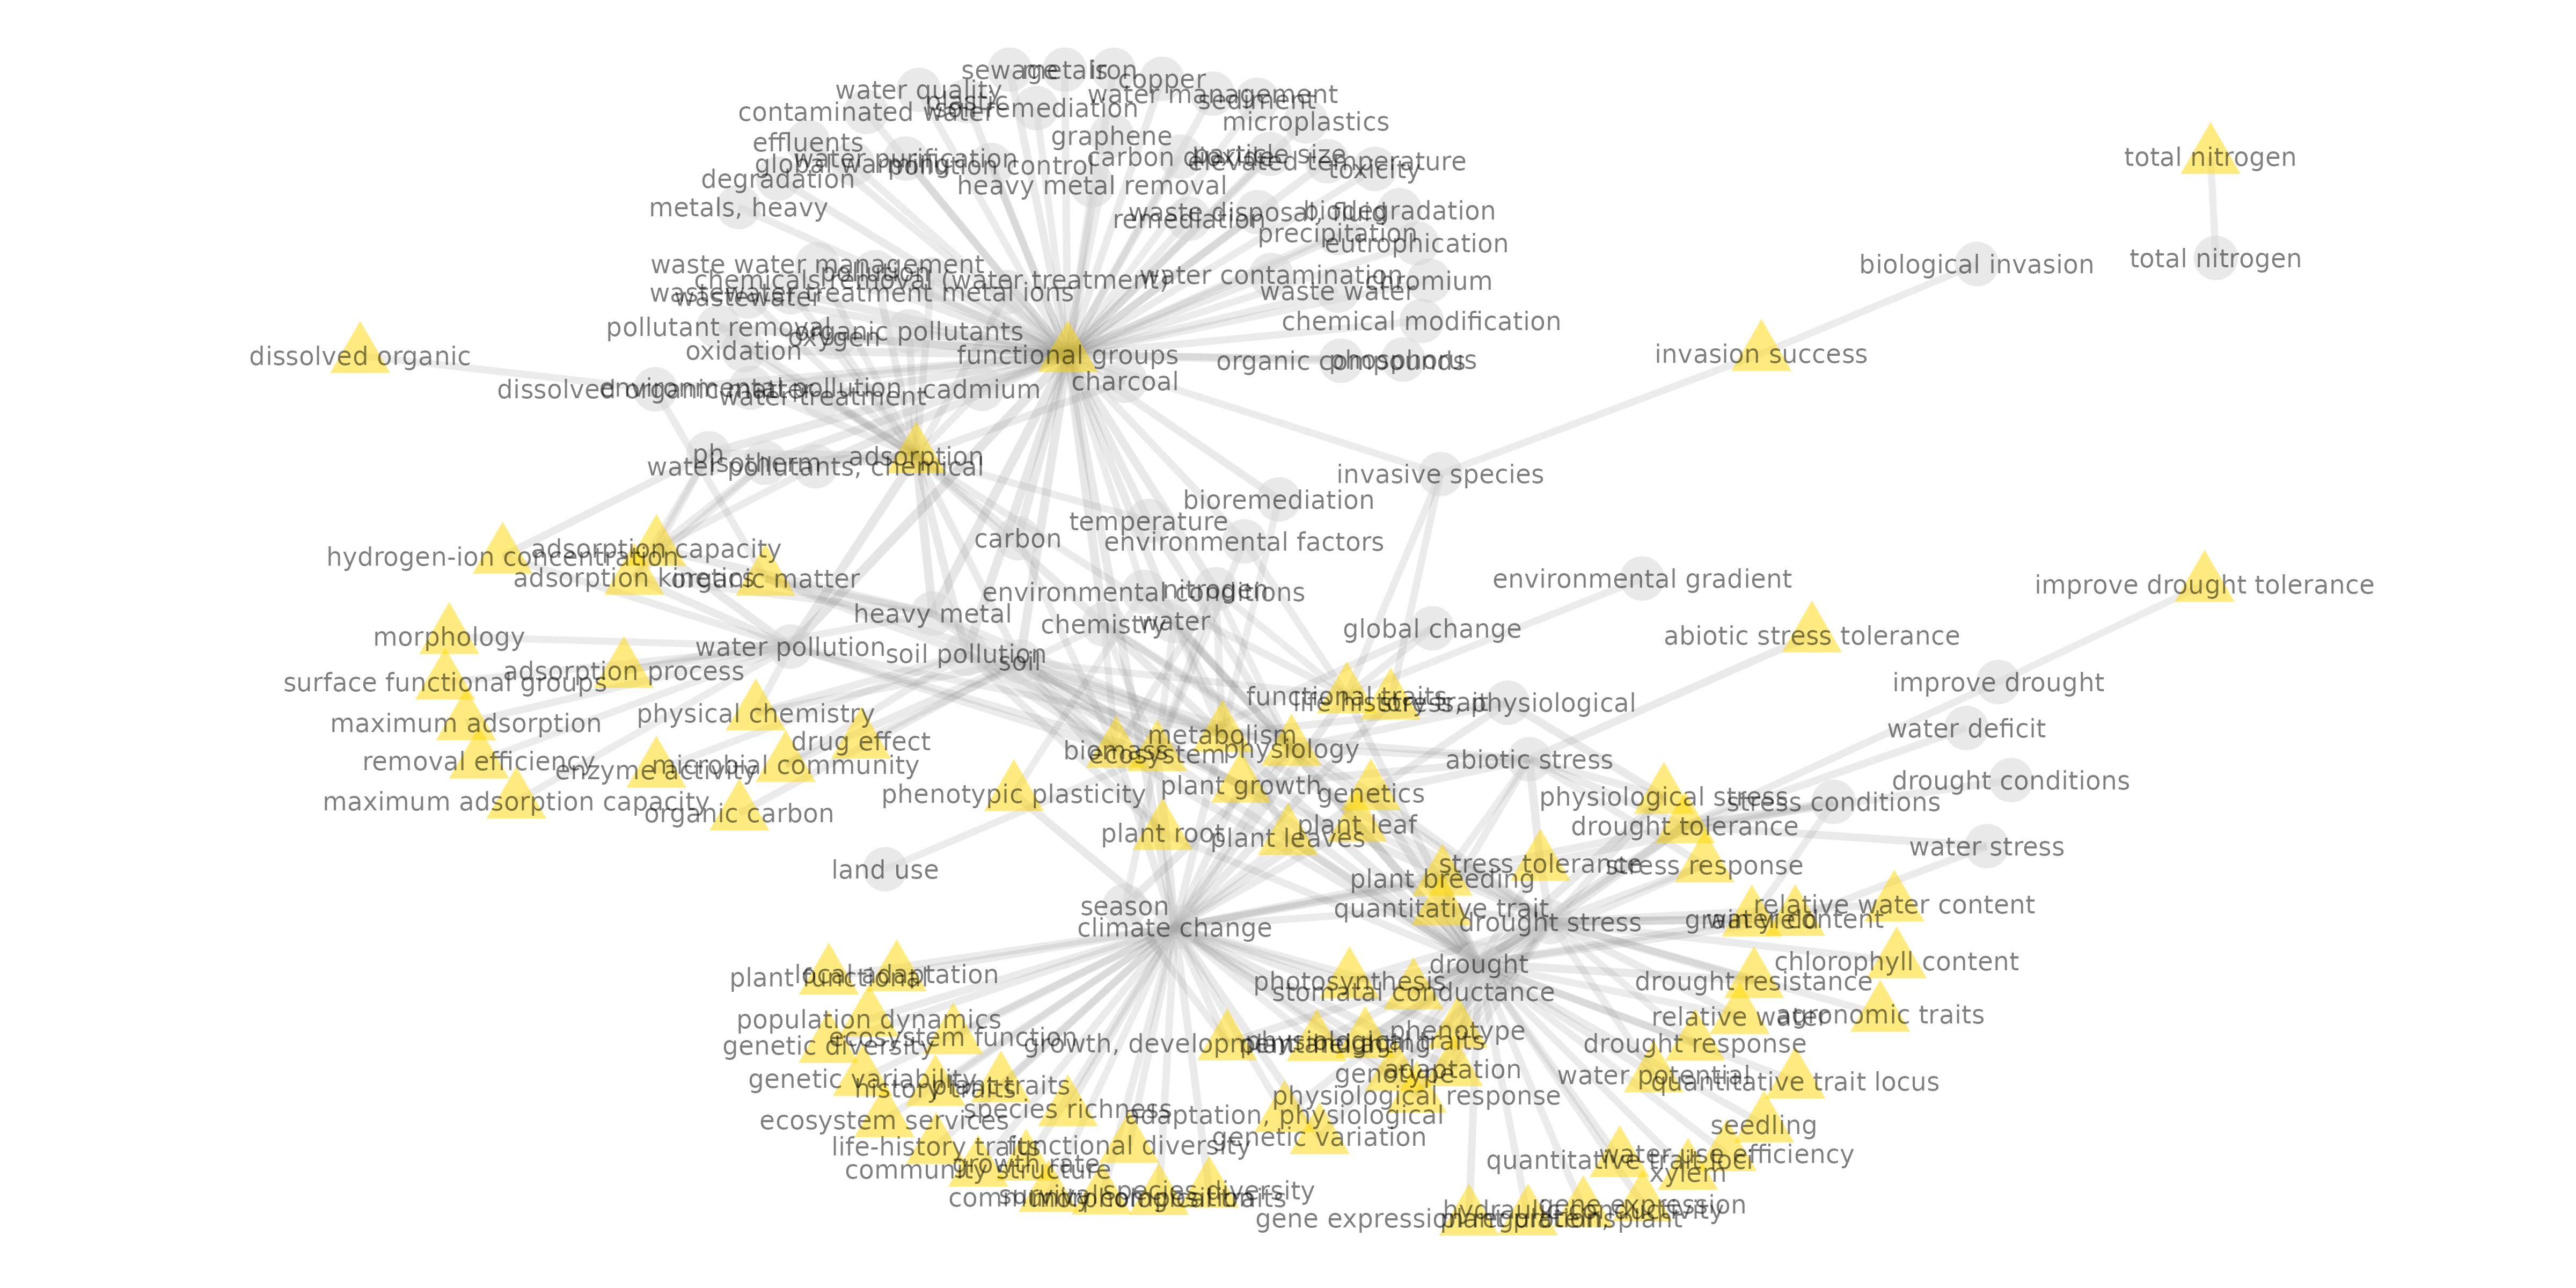 sewage
metals
iron
copper
water quality
plastic
water management
sediment
contaminated water
soil remediation
microplastics
effluents
graphene
global warming
water purification
pollution control
carbon dioxide
particle size
elevated temperature
toxicity
degradation
heavy metal removal
metals, heavy
remediation
waste disposal, fluid
biodegradation
precipitation
eutrophication
total nitrogen
total nitrogen
biological invasion
waste water management
pollution
chemicals removal (water treatment)
water contamination
chromium
wastewater treatment
metal ions
wastewater
waste water
pollutant removal
organic pollutants
oxygen
chemical modification
oxidation
functional groups
organic compounds
phosphorus
invasion success
dissolved organic
dissolved organic matter
environmental pollution
water treatment
cadmium
charcoal
ph
isotherm
adsorption
water pollutants, chemical
invasive species
bioremediation
temperature
carbon
environmental factors
hydrogen-ion concentration
adsorption capacity
adsorption kinetics
organic matter
environmental conditions
nitrogen
environmental gradient
improve drought tolerance
heavy metal
chemistry
water
global change
abiotic stress tolerance
morphology
water pollution
soil pollution
soil
adsorption process
surface functional groups
improve drought
functional traits
life history trait
stress, physiological
maximum adsorption
physical chemistry
drug effect
metabolism
biomass
ecosystem
physiology
abiotic stress
water deficit
removal efficiency
enzyme activity
microbial community
drought conditions
maximum adsorption capacity
organic carbon
phenotypic plasticity
plant growth
genetics
physiological stress
stress conditions
plant root
plant leaves
plant leaf
drought tolerance
water stress
land use
stress tolerance
stress response
plant breeding
season
climate change
quantitative trait
drought stress
grain yield
water content
relative water content
plant functional
local adaptation
photosynthesis
drought
stomatal conductance
drought resistance
chlorophyll content
population dynamics
genetic diversity
ecosystem function
growth, development and aging
plant
physiological traits
phenotype
relative water
agronomic traits
drought response
genetic variability
history traits
plant traits
genotype
adaptation
water potential
quantitative trait locus
physiological response
ecosystem services
species richness
adaptation, physiological
genetic variation
seedling
life-history traits
functional diversity
growth rate
community structure
quantitative trait loci
water use efficiency
xylem
community composition
survival
morphological traits
species diversity
gene expression regulation, plant
plant proteins
hydraulic conductivity
gene expression